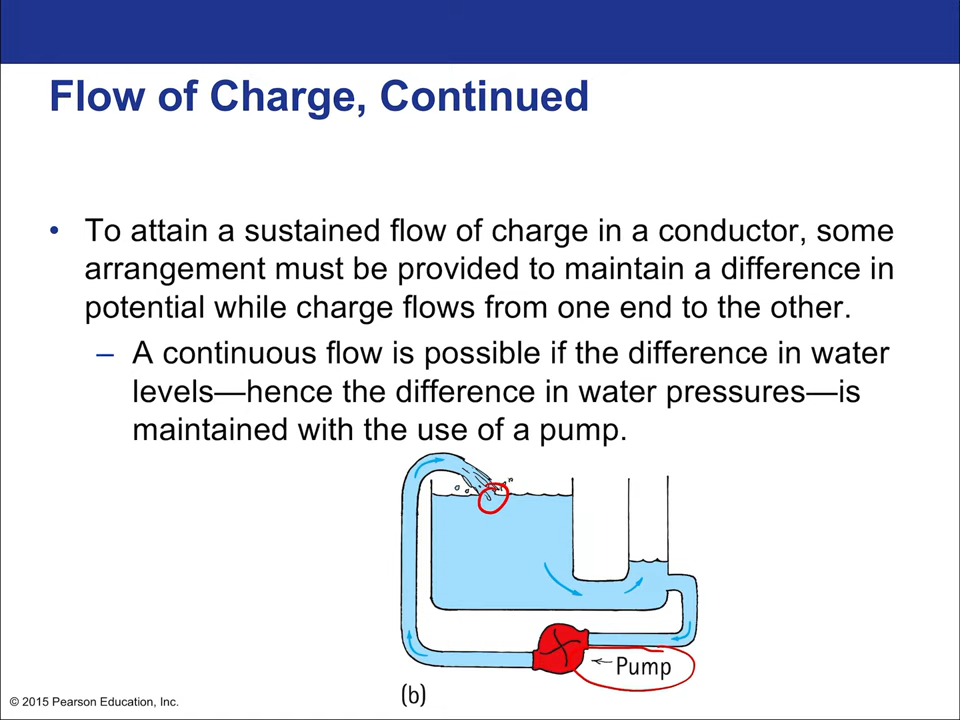 Flow of Charge, Continued
• To attain a sustained flow of charge in a conductor, some
arrangement must be provided to maintain a difference in
potential while charge flows from one end to the other.
– A continuous flow is possible if the difference in water
levels—hence the difference in water pressures—is
maintained with the use of a pump.
Pump
(b)
© 2015 Pearson Education, Inc.